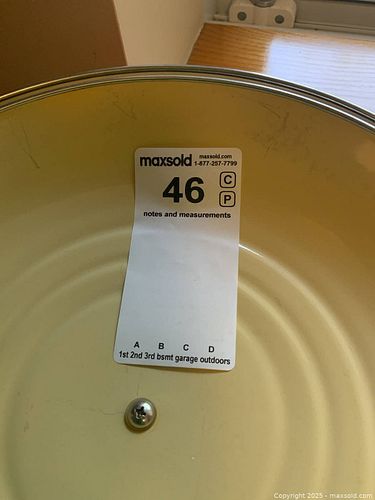 maxsold maxsold.com
1-877-257-7799
46 C
P
notes and measurements
A B C D
1st 2nd 3rd bsmt garage outdoors
Copyright 2025 - maxsold.com